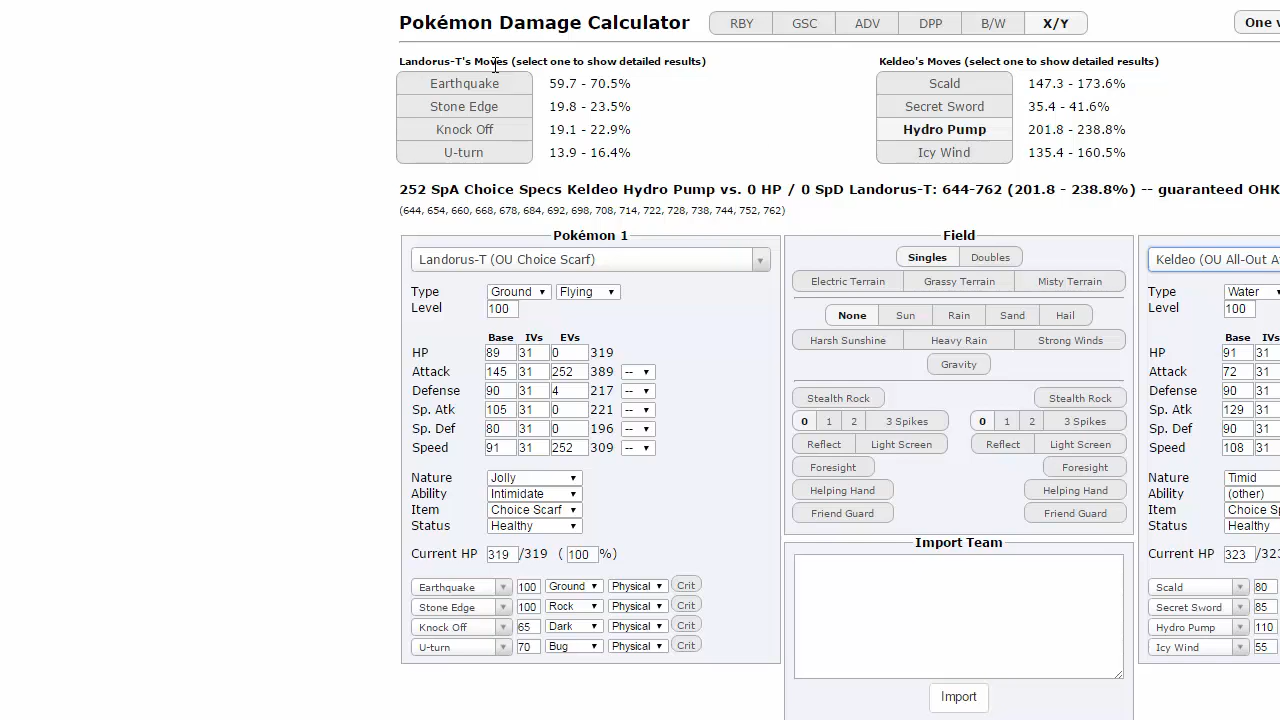 Pokémon Damage Calculator RBY GSC ADV DPP B/W X/Y One v
Landorus-T's Moves (select one to show detailed results) Keldeo's Moves (select one to show detailed results)
Earthquake 59.7 - 70.5% Scald 147.3 - 173.6%
Stone Edge 19.8 - 23.5% Secret Sword 35.4 - 41.6%
Knock Off 19.1 - 22.9% Hydro Pump 201.8 - 238.8%
U-turn 13.9 - 16.4% Icy Wind 135.4 - 160.5%
252 SpA Choice Specs Keldeo Hydro Pump vs. 0 HP / 0 SpD Landorus-T: 644-762 (201.8 - 238.8%) -- guaranteed OHK
(644, 654, 660, 668, 678, 684, 692, 698, 708, 714, 722, 728, 738, 744, 752, 762)
Pokémon 1
Landorus-T (OU Choice Scarf)
Type Ground Flying
Level 100
Base IVs EVs
HP 89 31 0 319
Attack 145 31 252 389 --
Defense 90 31 4 217 --
Sp. Atk 105 31 0 221 --
Sp. Def 80 31 0 196 --
Speed 91 31 252 309 --
Nature Jolly
Ability Intimidate
Item Choice Scarf
Status Healthy
Current HP 319 /319 ( 100 %)
Earthquake 100 Ground Physical Crit
Stone Edge 100 Rock Physical Crit
Knock Off 65 Dark Physical Crit
U-turn 70 Bug Physical Crit
Field
Singles Doubles
Electric Terrain Grassy Terrain Misty Terrain
None Sun Rain Sand Hail
Harsh Sunshine Heavy Rain Strong Winds
Gravity
Stealth Rock Stealth Rock
0 1 2 3 Spikes 0 1 2 3 Spikes
Reflect Light Screen Reflect Light Screen
Foresight Foresight
Helping Hand Helping Hand
Friend Guard Friend Guard
Import Team
Import
Keldeo (OU All-Out A
Type Water
Level 100
Base IVs
HP 91 31
Attack 72 31
Defense 90 31
Sp. Atk 129 31
Sp. Def 90 31
Speed 108 31
Nature Timid
Ability (other)
Item Choice Sp
Status Healthy
Current HP 323 /323
Scald 80
Secret Sword 85
Hydro Pump 110
Icy Wind 55